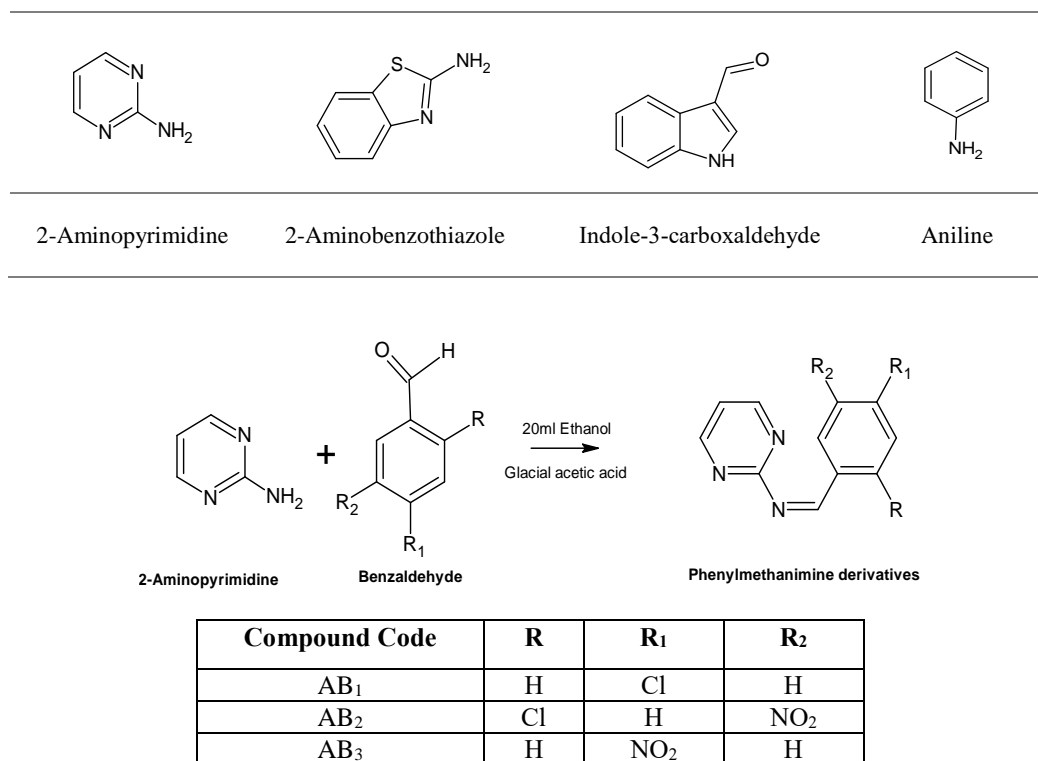 S
NH₂
N
N
NH₂
N
O
NH
NH₂
2-Aminopyrimidine 2-Aminobenzothiazole Indole-3-carboxaldehyde Aniline
O H
R₂ R₁
N
N NH₂
+
R
R₂
R₁
20ml Ethanol
Glacial acetic acid
N
N
N
R
2-Aminopyrimidine Benzaldehyde Phenylmethanimine derivatives
Compound Code R R₁ R₂
AB₁ H Cl H
AB₂ Cl H NO₂
AB₃ H NO₂ H